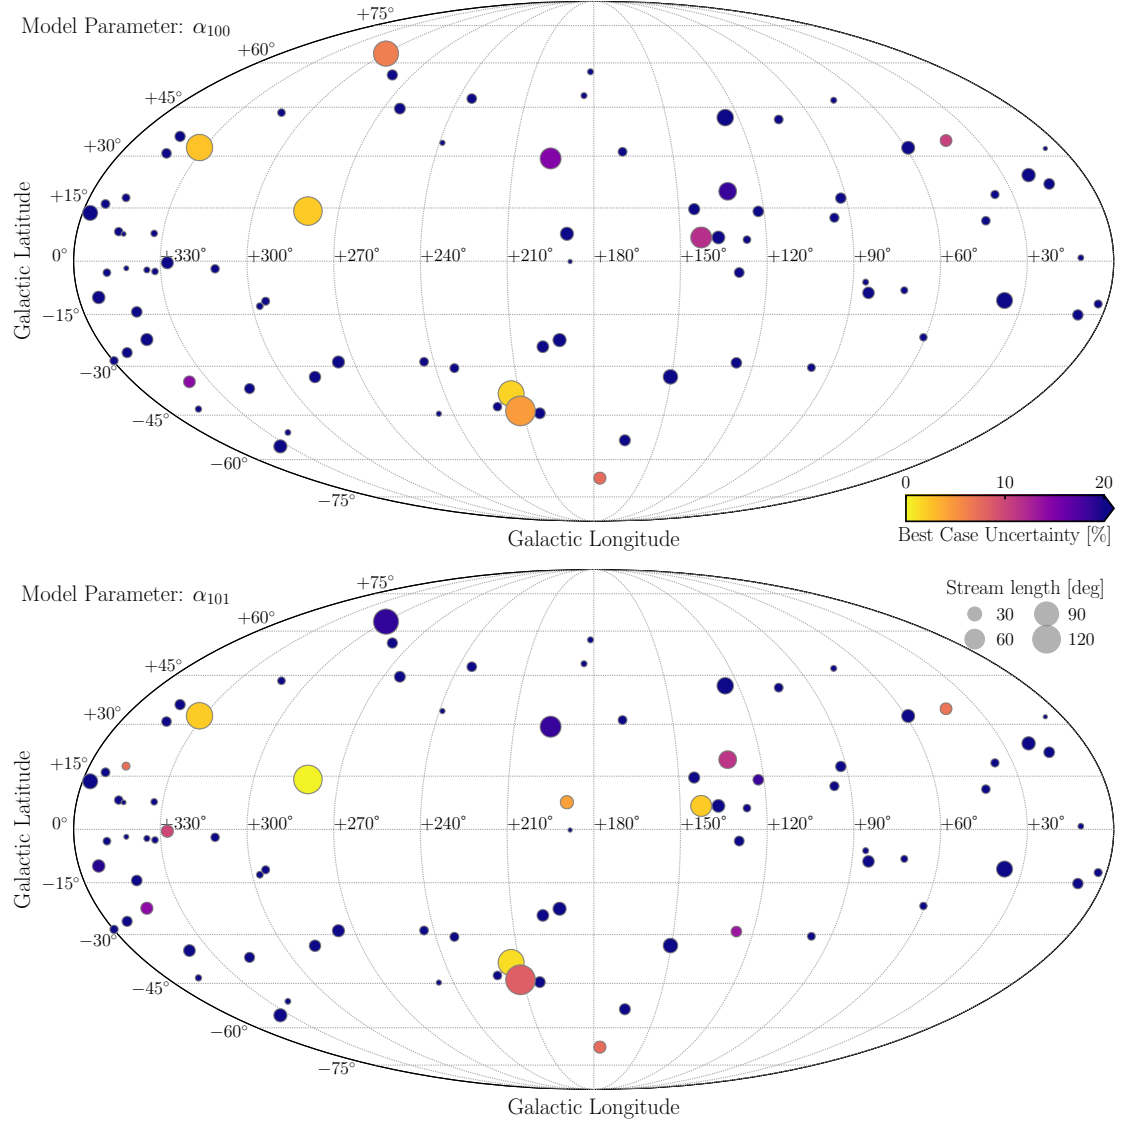 Model Parameter: α100
+75°
+60°
+45°
+30°
+15°
0°
−15°
−30°
−45°
−60°
−75°
+330° +300° +270° +240° +210° +180° +150° +120° +90° +60° +30°
Galactic Latitude
Galactic Longitude
0 10 20
Best Case Uncertainty [%]
Model Parameter: α101
+75°
+60°
+45°
+30°
+15°
0°
−15°
−30°
−45°
−60°
−75°
+330° +300° +270° +240° +210° +180° +150° +120° +90° +60° +30°
Galactic Latitude
Galactic Longitude
Stream length [deg]
30 90
60 120